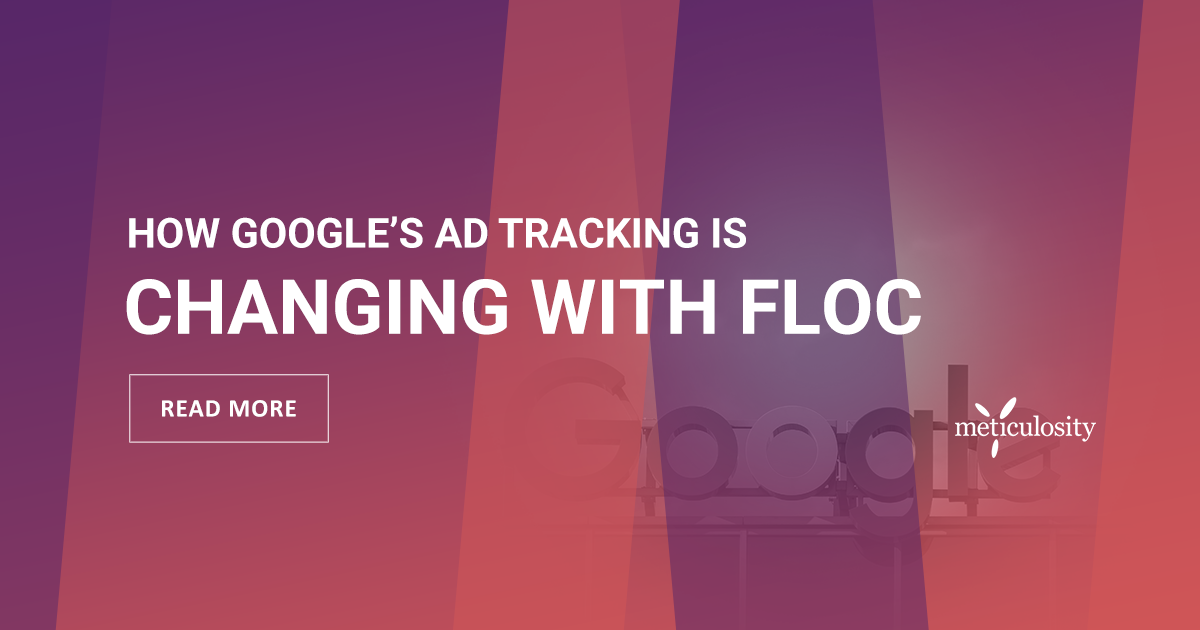 HOW GOOGLE’S AD TRACKING IS
CHANGING WITH FLOC
READ MORE
Google
meticulosity